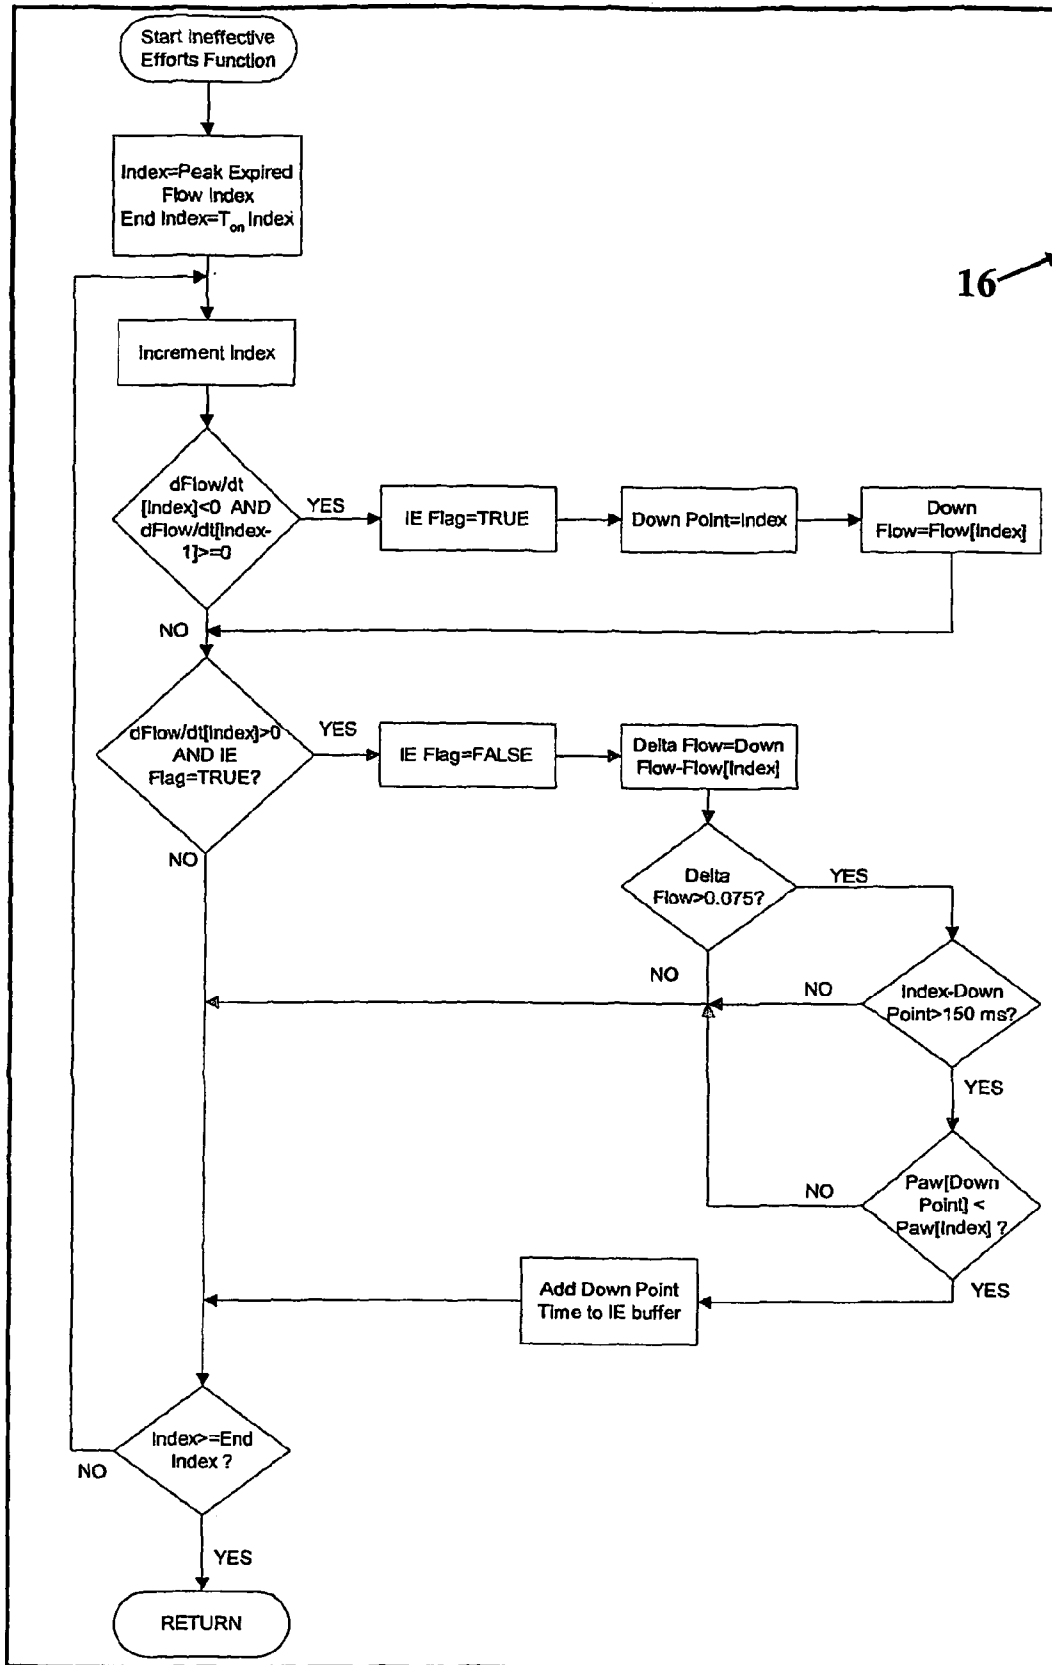 Start Ineffective
Efforts Function
Index=Peak Expired
Flow Index
End Index=Ton Index
16
Increment Index
dFlow/dt
[Index]<0 AND
dFlow/dt[Index-
1]>=0
YES
IE Flag=TRUE
Down Point=Index
Down
Flow=Flow[Index]
NO
dFlow/dt[Index]>0
AND IE
Flag=TRUE?
YES
IE Flag=FALSE
Delta Flow=Down
Flow-Flow[Index]
NO
Delta
Flow>0.075?
YES
NO
Index-Down
Point>150 ms?
NO
YES
Paw[Down
Point] <
Paw[Index] ?
NO
YES
Add Down Point
Time to IE buffer
Index>=End
Index ?
NO
YES
RETURN